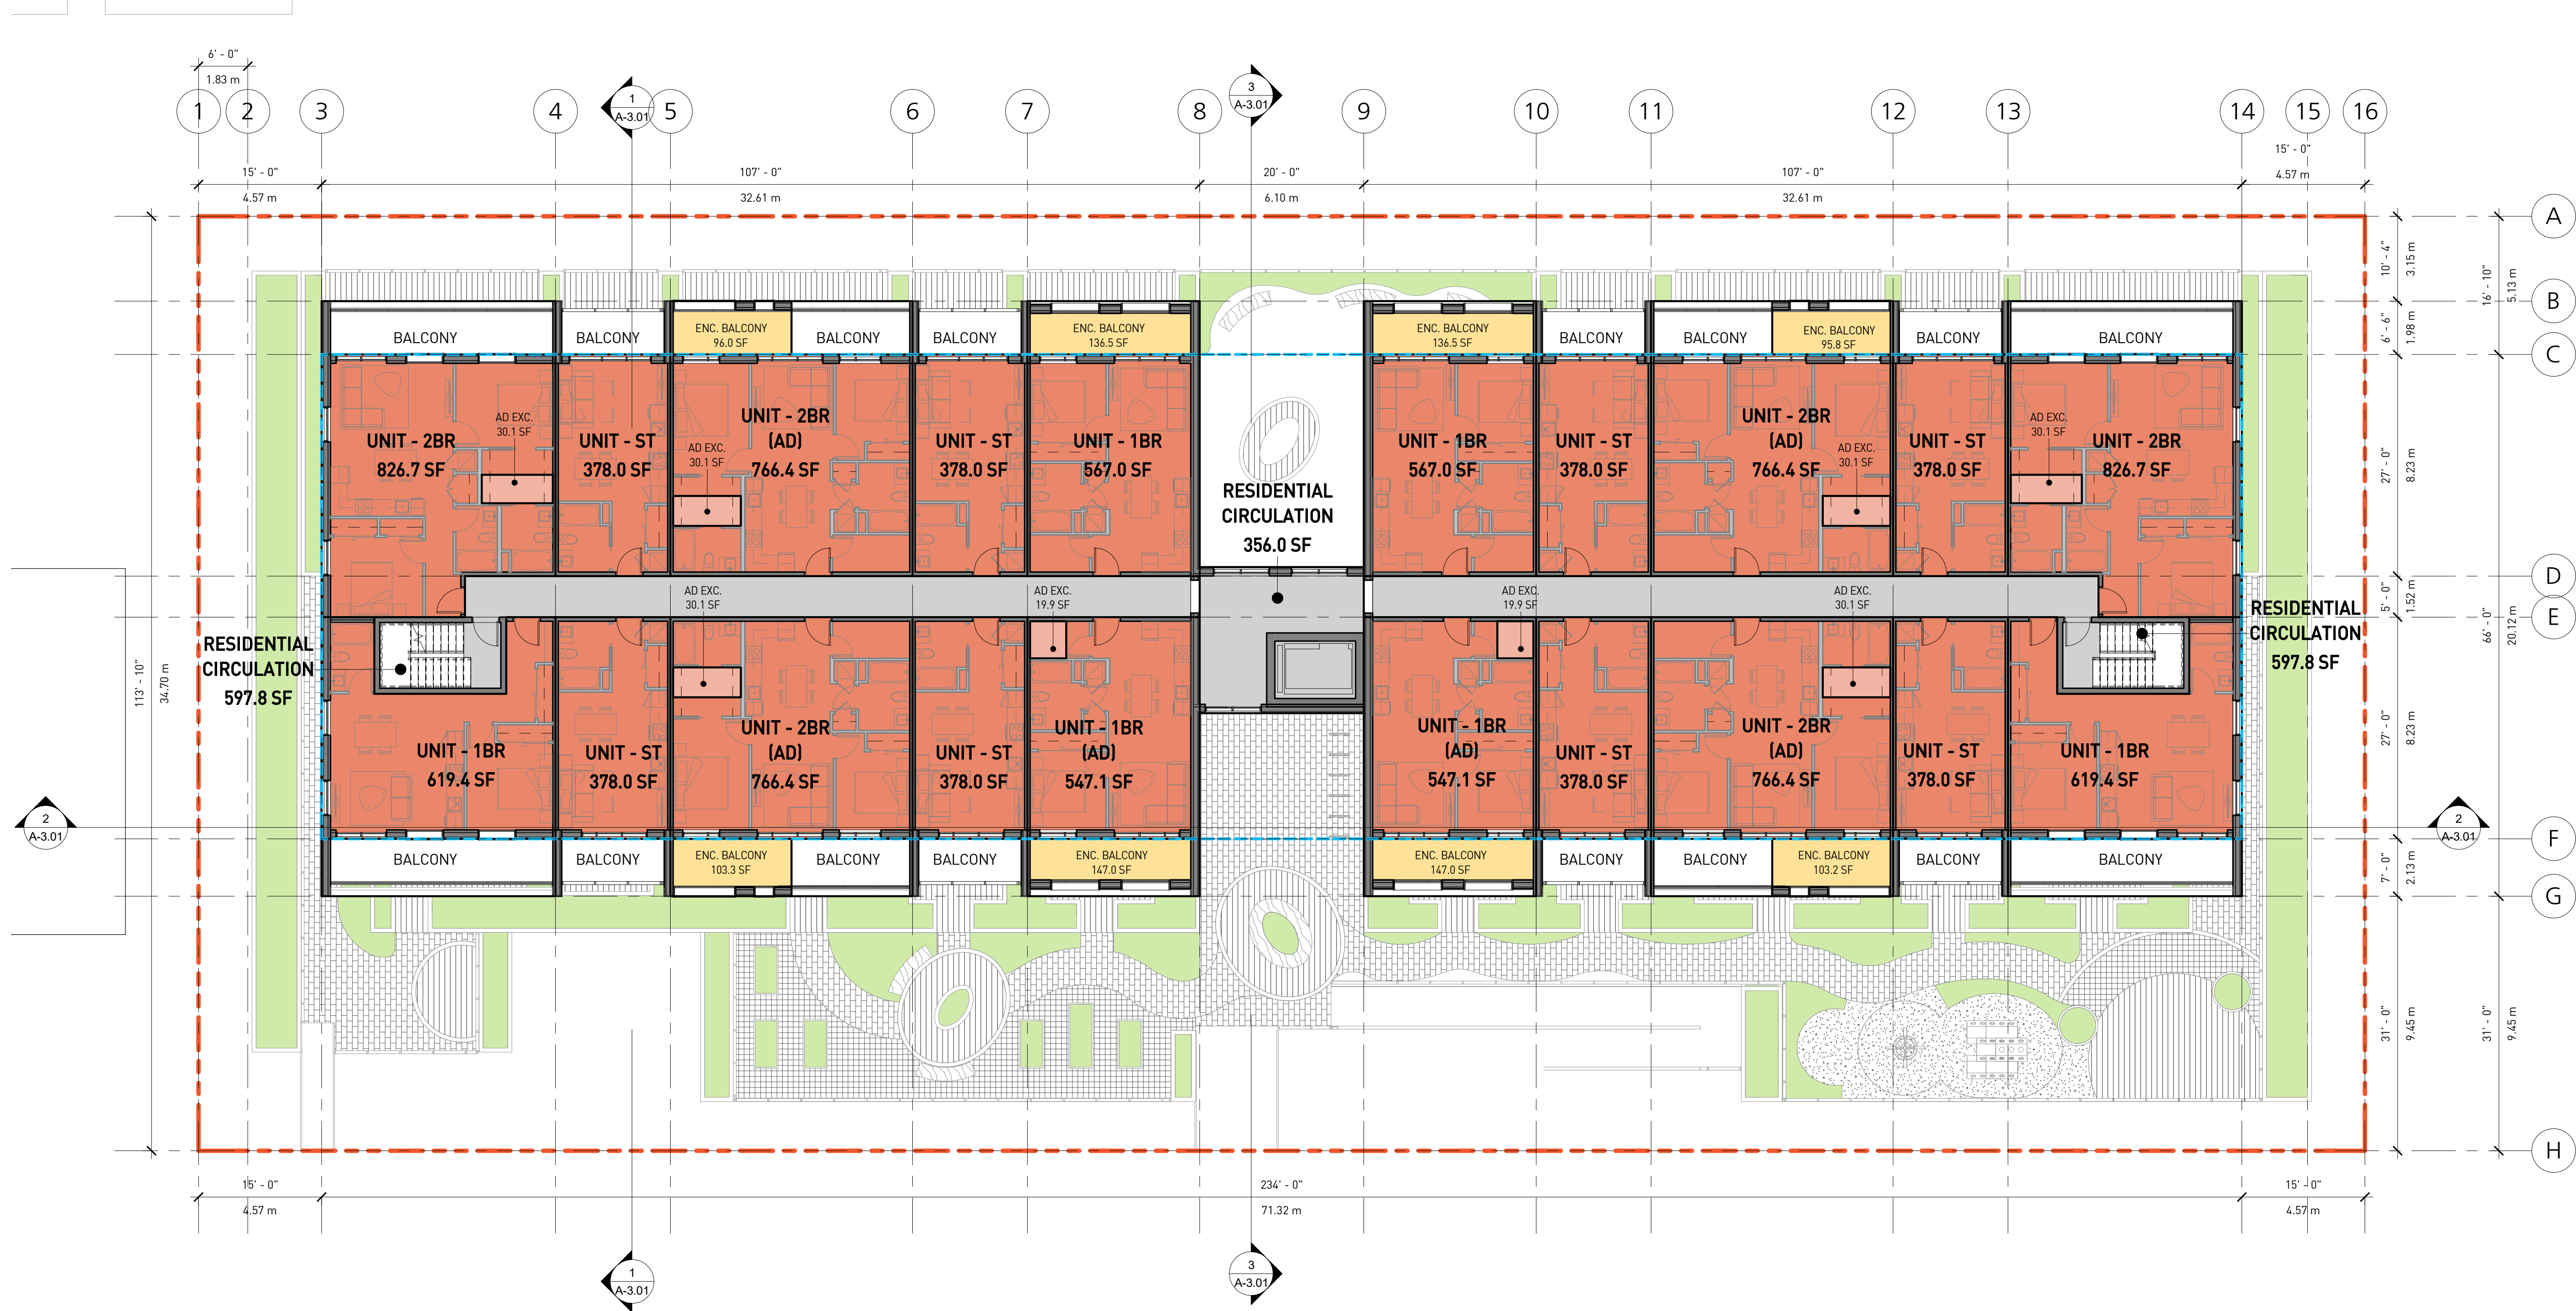 6' - 0"
1.83 m
1
2
3
4
1
A-3.01
5
6
7
8
3
A-3.01
9
10
11
12
13
14
15
16
15' - 0"
4.57 m
107' - 0"
32.61 m
20' - 0"
6.10 m
107' - 0"
32.61 m
15' - 0"
4.57 m
A
B
C
D
E
F
G
H
10' - 4"
3.15 m
6' - 6"
1.98 m
27' - 0"
8.23 m
5' - 0"
1.52 m
27' - 0"
8.23 m
7' - 0"
2.13 m
31' - 0"
9.45 m
16' - 10"
5.13 m
66' - 0"
20.12 m
31' - 0"
9.45 m
113' - 10"
34.70 m
BALCONY
BALCONY
ENC. BALCONY
96.0 SF
BALCONY
BALCONY
ENC. BALCONY
136.5 SF
ENC. BALCONY
136.5 SF
BALCONY
BALCONY
ENC. BALCONY
95.8 SF
BALCONY
BALCONY
UNIT - 2BR
826.7 SF
AD EXC.
30.1 SF
UNIT - ST
378.0 SF
AD EXC.
30.1 SF
UNIT - 2BR
(AD)
766.4 SF
UNIT - ST
378.0 SF
UNIT - 1BR
567.0 SF
RESIDENTIAL
CIRCULATION
356.0 SF
UNIT - 1BR
567.0 SF
UNIT - ST
378.0 SF
UNIT - 2BR
(AD)
766.4 SF
AD EXC.
30.1 SF
UNIT - ST
378.0 SF
AD EXC.
30.1 SF
UNIT - 2BR
826.7 SF
AD EXC.
30.1 SF
AD EXC.
19.9 SF
AD EXC.
19.9 SF
AD EXC.
30.1 SF
RESIDENTIAL
CIRCULATION
597.8 SF
RESIDENTIAL
CIRCULATION
597.8 SF
UNIT - 1BR
619.4 SF
UNIT - ST
378.0 SF
UNIT - 2BR
(AD)
766.4 SF
UNIT - ST
378.0 SF
UNIT - 1BR
(AD)
547.1 SF
UNIT - 1BR
(AD)
547.1 SF
UNIT - ST
378.0 SF
UNIT - 2BR
(AD)
766.4 SF
UNIT - ST
378.0 SF
UNIT - 1BR
619.4 SF
2
A-3.01
2
A-3.01
BALCONY
BALCONY
ENC. BALCONY
103.3 SF
BALCONY
BALCONY
ENC. BALCONY
147.0 SF
ENC. BALCONY
147.0 SF
BALCONY
BALCONY
ENC. BALCONY
103.2 SF
BALCONY
BALCONY
15' - 0"
4.57 m
234' - 0"
71.32 m
15' - 0"
4.57 m
1
A-3.01
3
A-3.01